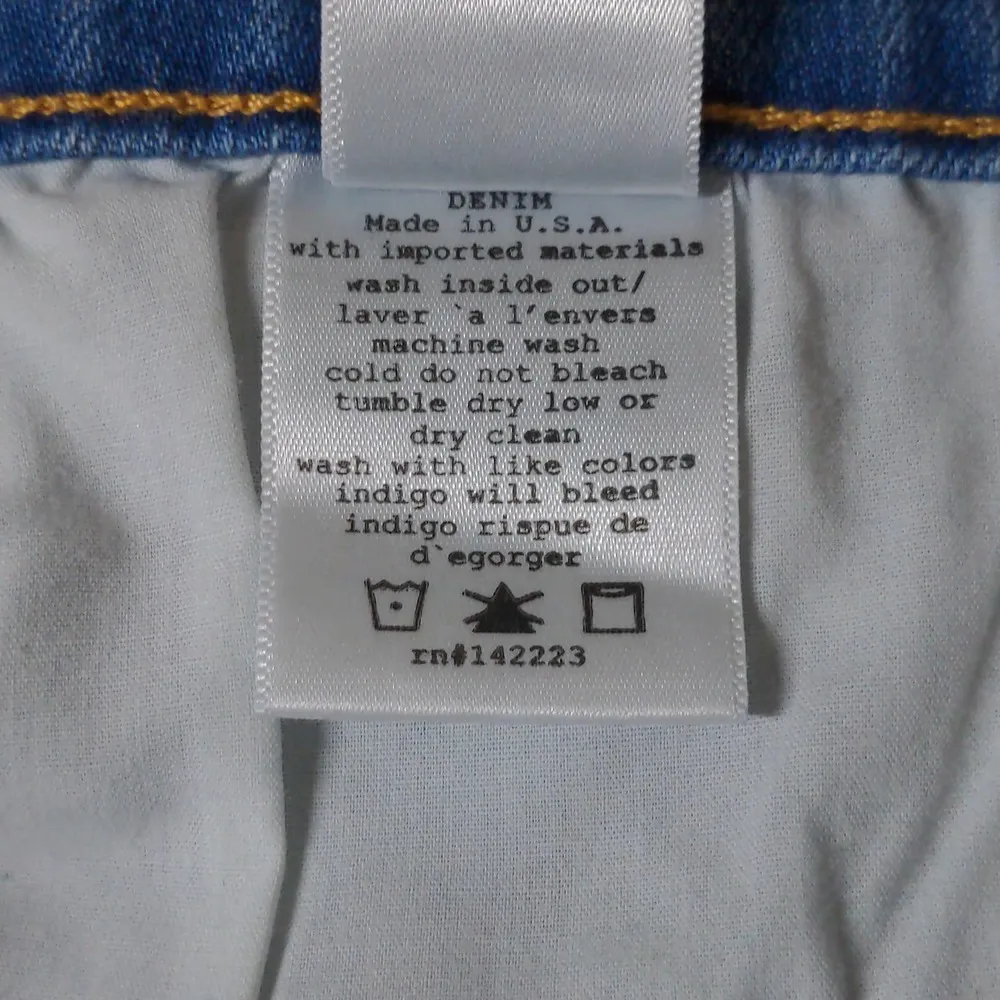 DENIM
Made in U.S.A.
with imported materials
wash inside out/
laver `a l'envers
machine wash
cold do not bleach
tumble dry low or
dry clean
wash with like colors
indigo will bleed
indigo rispue de
d`egorger
rn#142223